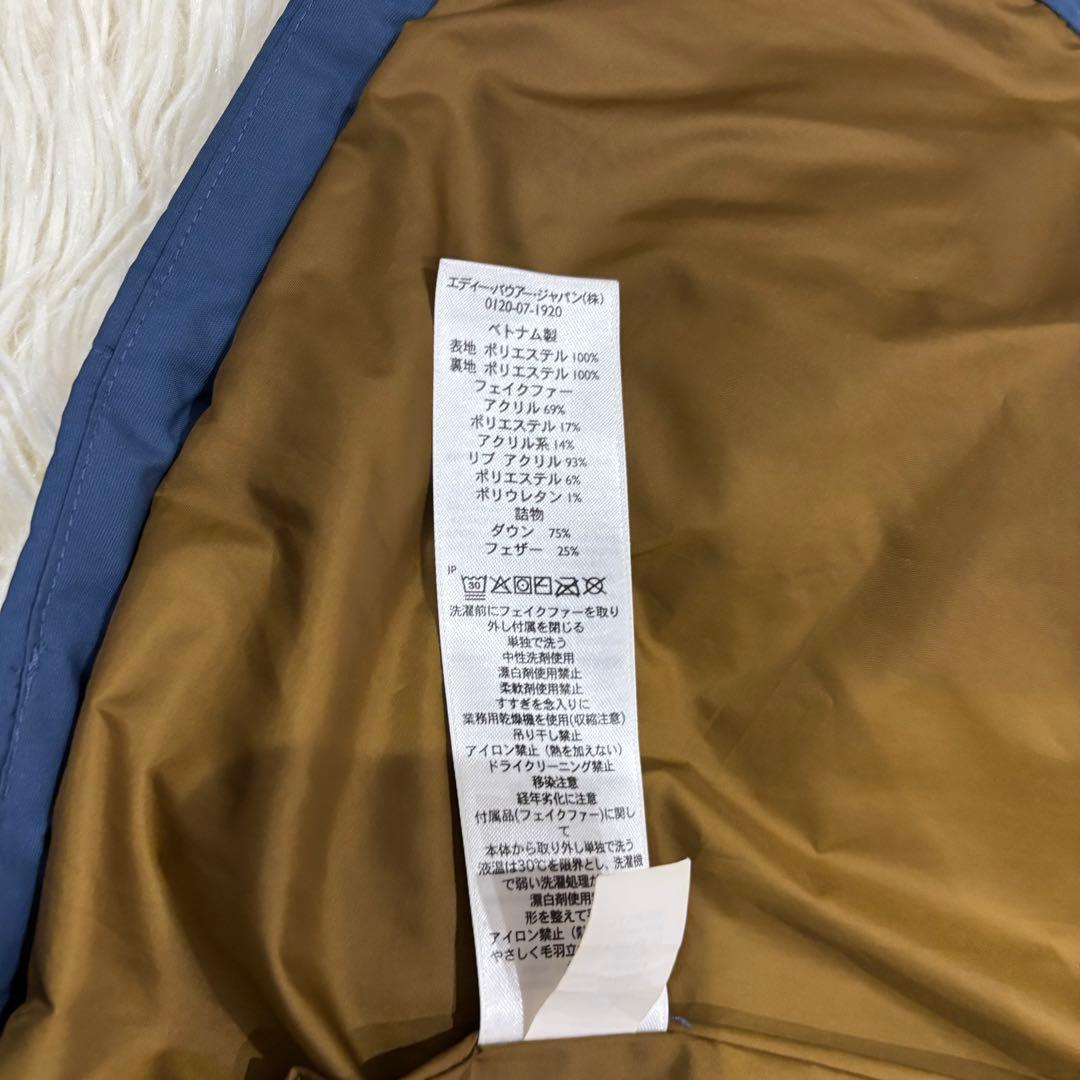 エディー・バウアー・ジャパン(株)
0120-07-1920
ベトナム製
表地 ポリエステル 100%
裏地 ポリエステル 100%
フェイクファー
アクリル 69%
ポリエステル 17%
アクリル系 14%
リブ アクリル 93%
ポリエステル 6%
ポリウレタン 1%
詰物
ダウン 75%
フェザー 25%
JP
30
洗濯前にフェイクファーを取り
外し付属を閉じる
単独で洗う
中性洗剤使用
漂白剤使用禁止
柔軟剤使用禁止
すすぎを念入りに
業務用乾燥機を使用(収縮注意)
吊り干し禁止
アイロン禁止（熱を加えない）
ドライクリーニング禁止
移染注意
経年劣化に注意
付属品(フェイクファー)に関し
て
本体から取り外し単独で洗う
液温は30℃を限界とし、洗濯機
で弱い洗濯処理が
漂白剤使用
形を整えて
アイロン禁止（
やさしく毛羽立